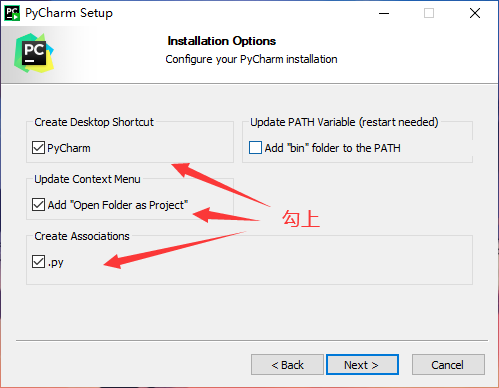 PyCharm Setup
PC
Installation Options
Configure your PyCharm installation
Create Desktop Shortcut
PyCharm
Update PATH Variable (restart needed)
Add "bin" folder to the PATH
Update Context Menu
Add "Open Folder as Project"
勾上
Create Associations
.py
< Back
Next >
Cancel